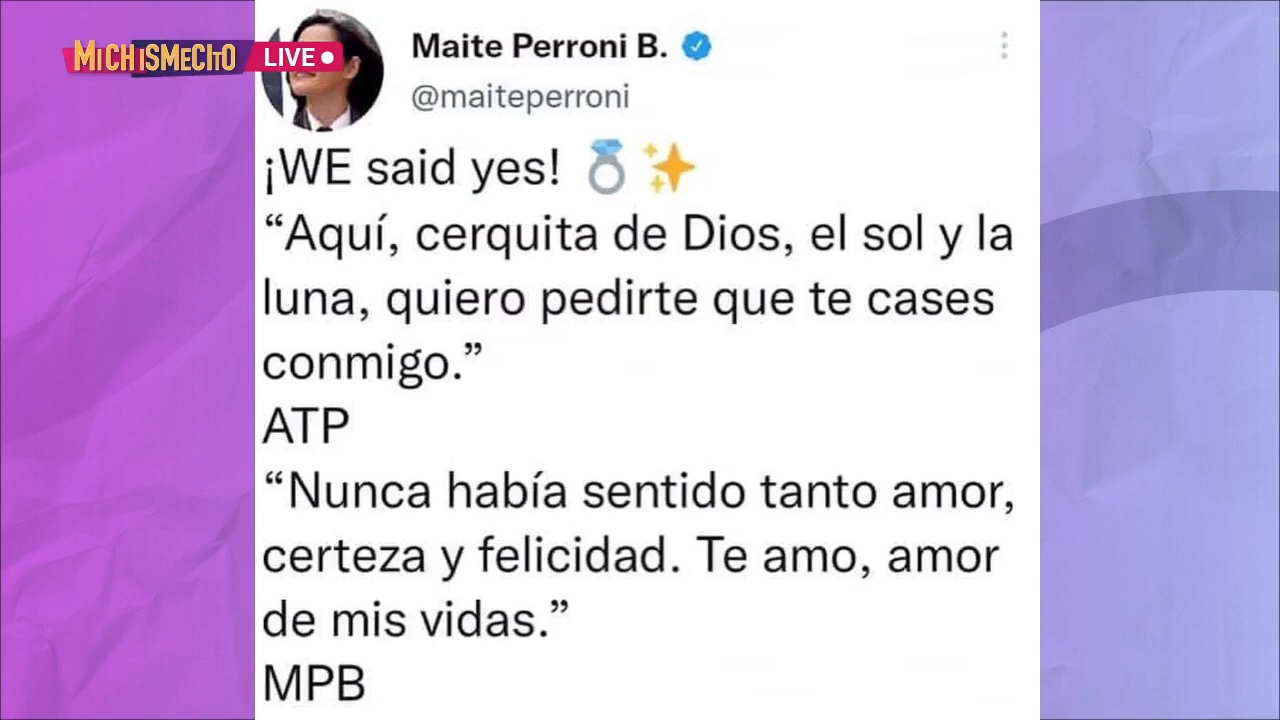 MICHISMECITO LIVE
Maite Perroni B.
@maiteperroni
¡WE said yes! 💍✨
“Aquí, cerquita de Dios, el sol y la
luna, quiero pedirte que te cases
conmigo.”
ATP
“Nunca había sentido tanto amor,
certeza y felicidad. Te amo, amor
de mis vidas.”
MPB